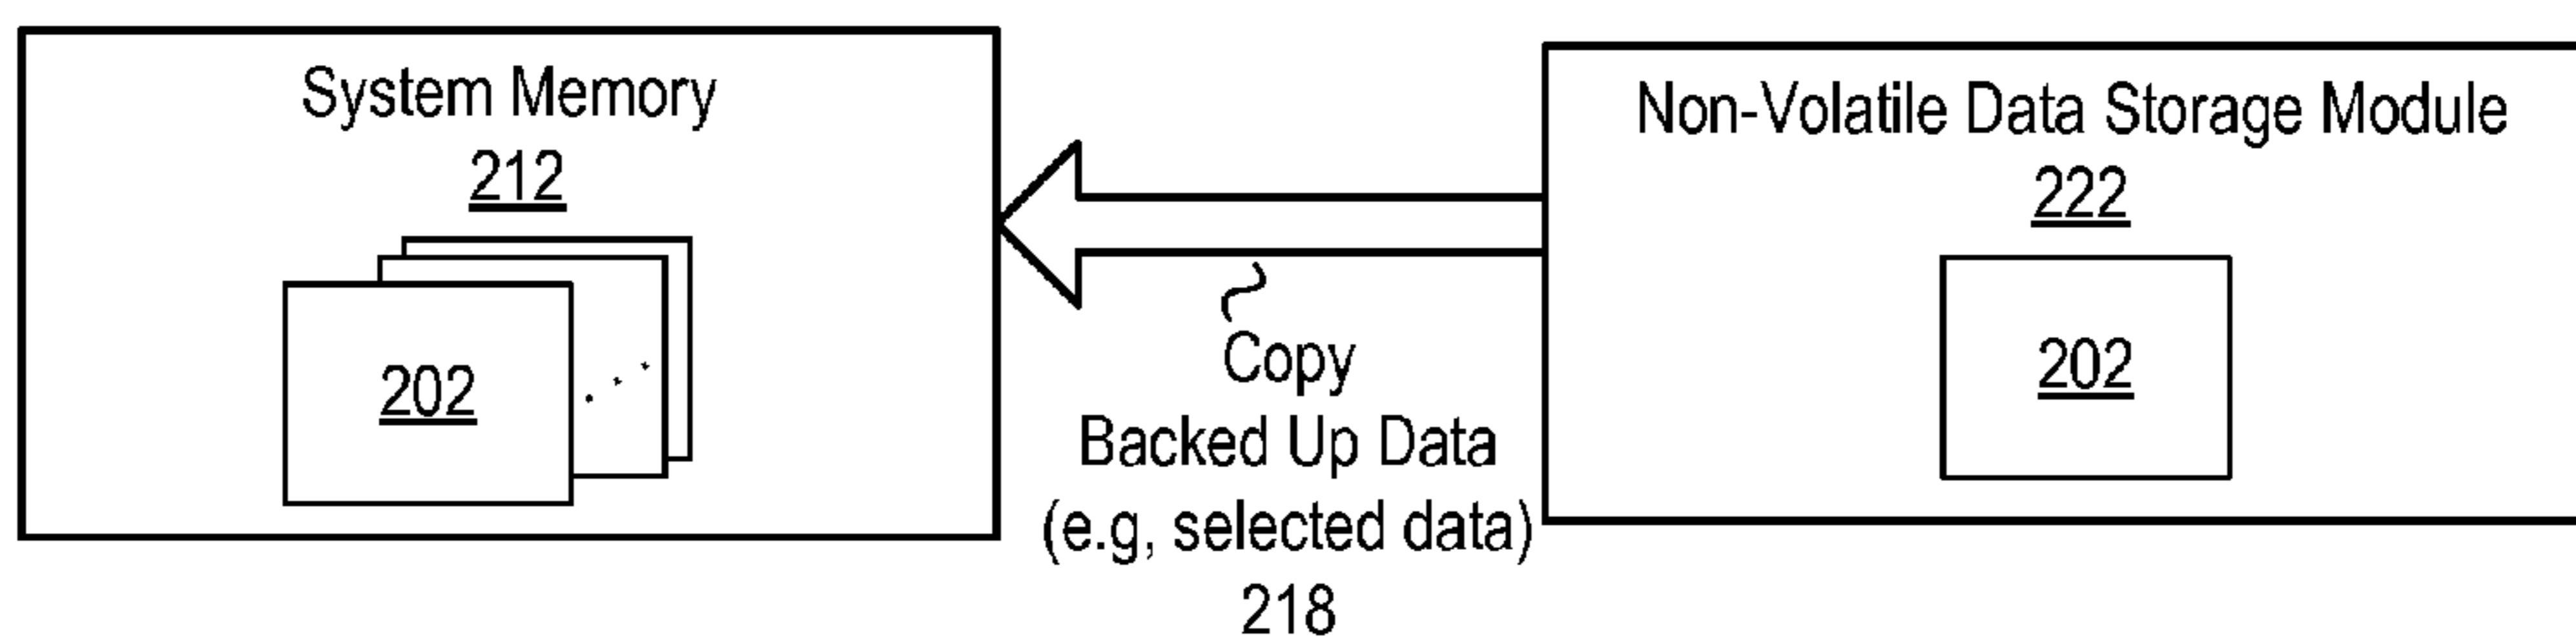 System Memory
212
202
Copy
Backed Up Data
(e.g, selected data)
218
Non-Volatile Data Storage Module
222
202